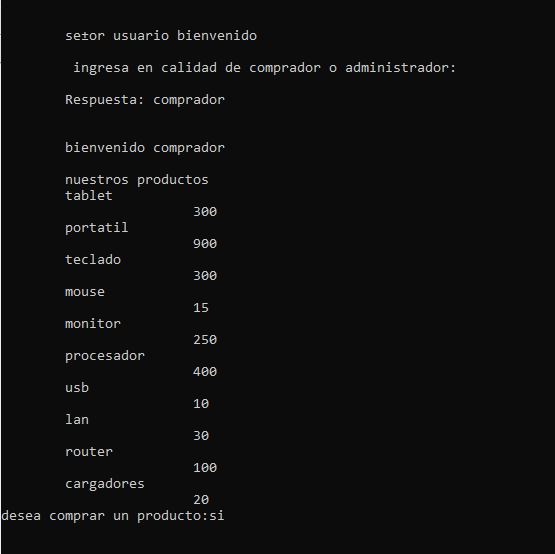 se±or usuario bienvenido
ingresa en calidad de comprador o administrador:
Respuesta: comprador
bienvenido comprador
nuestros productos
tablet
300
portatil
900
teclado
300
mouse
15
monitor
250
procesador
400
usb
10
lan
30
router
100
cargadores
20
desea comprar un producto:si